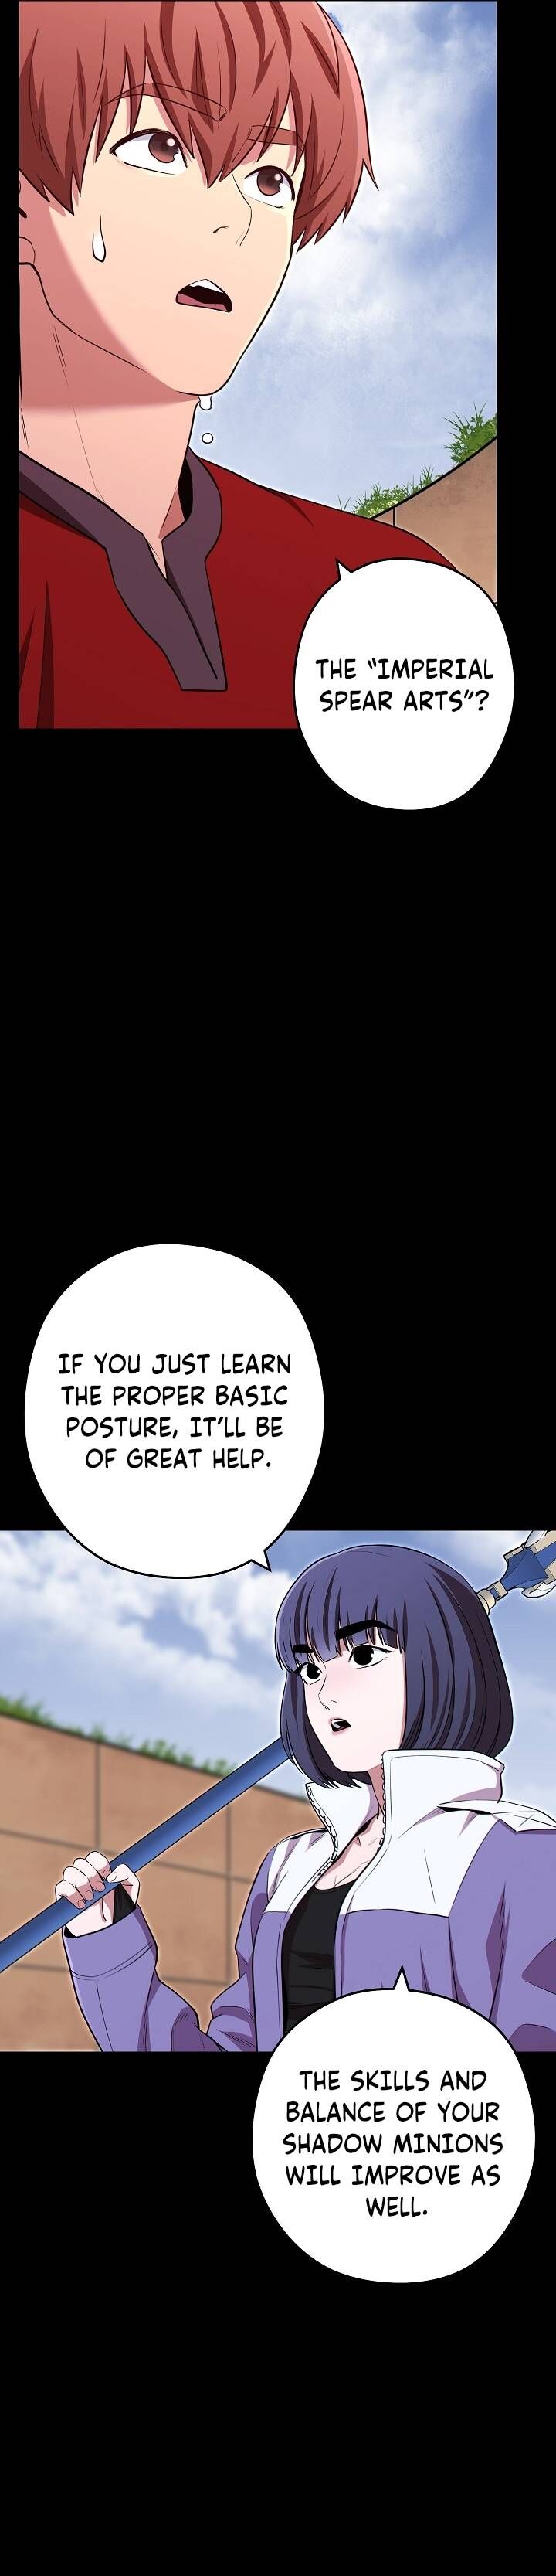 THE "IMPERIAL
SPEAR ARTS"?
IF YOU JUST LEARN
THE PROPER BASIC
POSTURE, IT'LL BE
OF GREAT HELP.
THE SKILLS AND
BALANCE OF YOUR
SHADOW MINIONS
WILL IMPROVE AS
WELL.